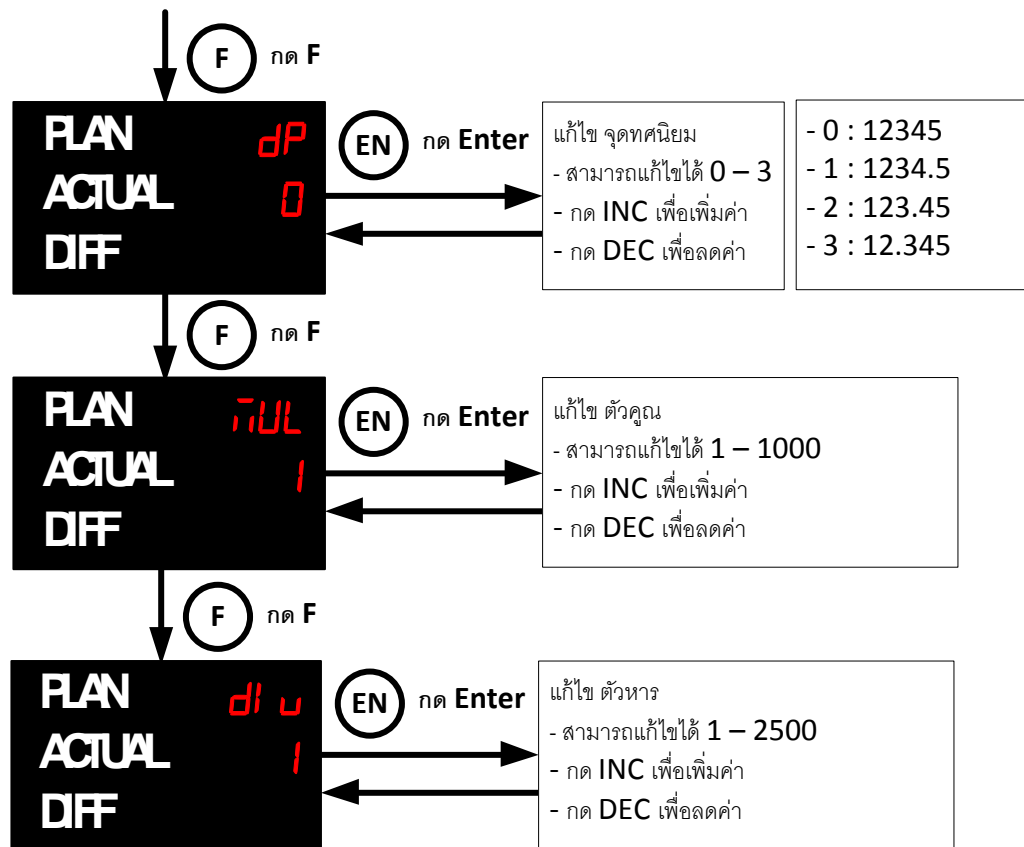 F กด F
PLAN dP
ACTUAL 0
DIFF
EN กด Enter
แก้ไข จุดทศนิยม
- สามารถแก้ไขได้ 0 – 3
- กด INC เพื่อเพิ่มค่า
- กด DEC เพื่อลดค่า
- 0 : 12345
- 1 : 1234.5
- 2 : 123.45
- 3 : 12.345
F กด F
PLAN MUL
ACTUAL 1
DIFF
EN กด Enter
แก้ไข ตัวคูณ
- สามารถแก้ไขได้ 1 – 1000
- กด INC เพื่อเพิ่มค่า
- กด DEC เพื่อลดค่า
F กด F
PLAN dIu
ACTUAL 1
DIFF
EN กด Enter
แก้ไข ตัวหาร
- สามารถแก้ไขได้ 1 – 2500
- กด INC เพื่อเพิ่มค่า
- กด DEC เพื่อลดค่า